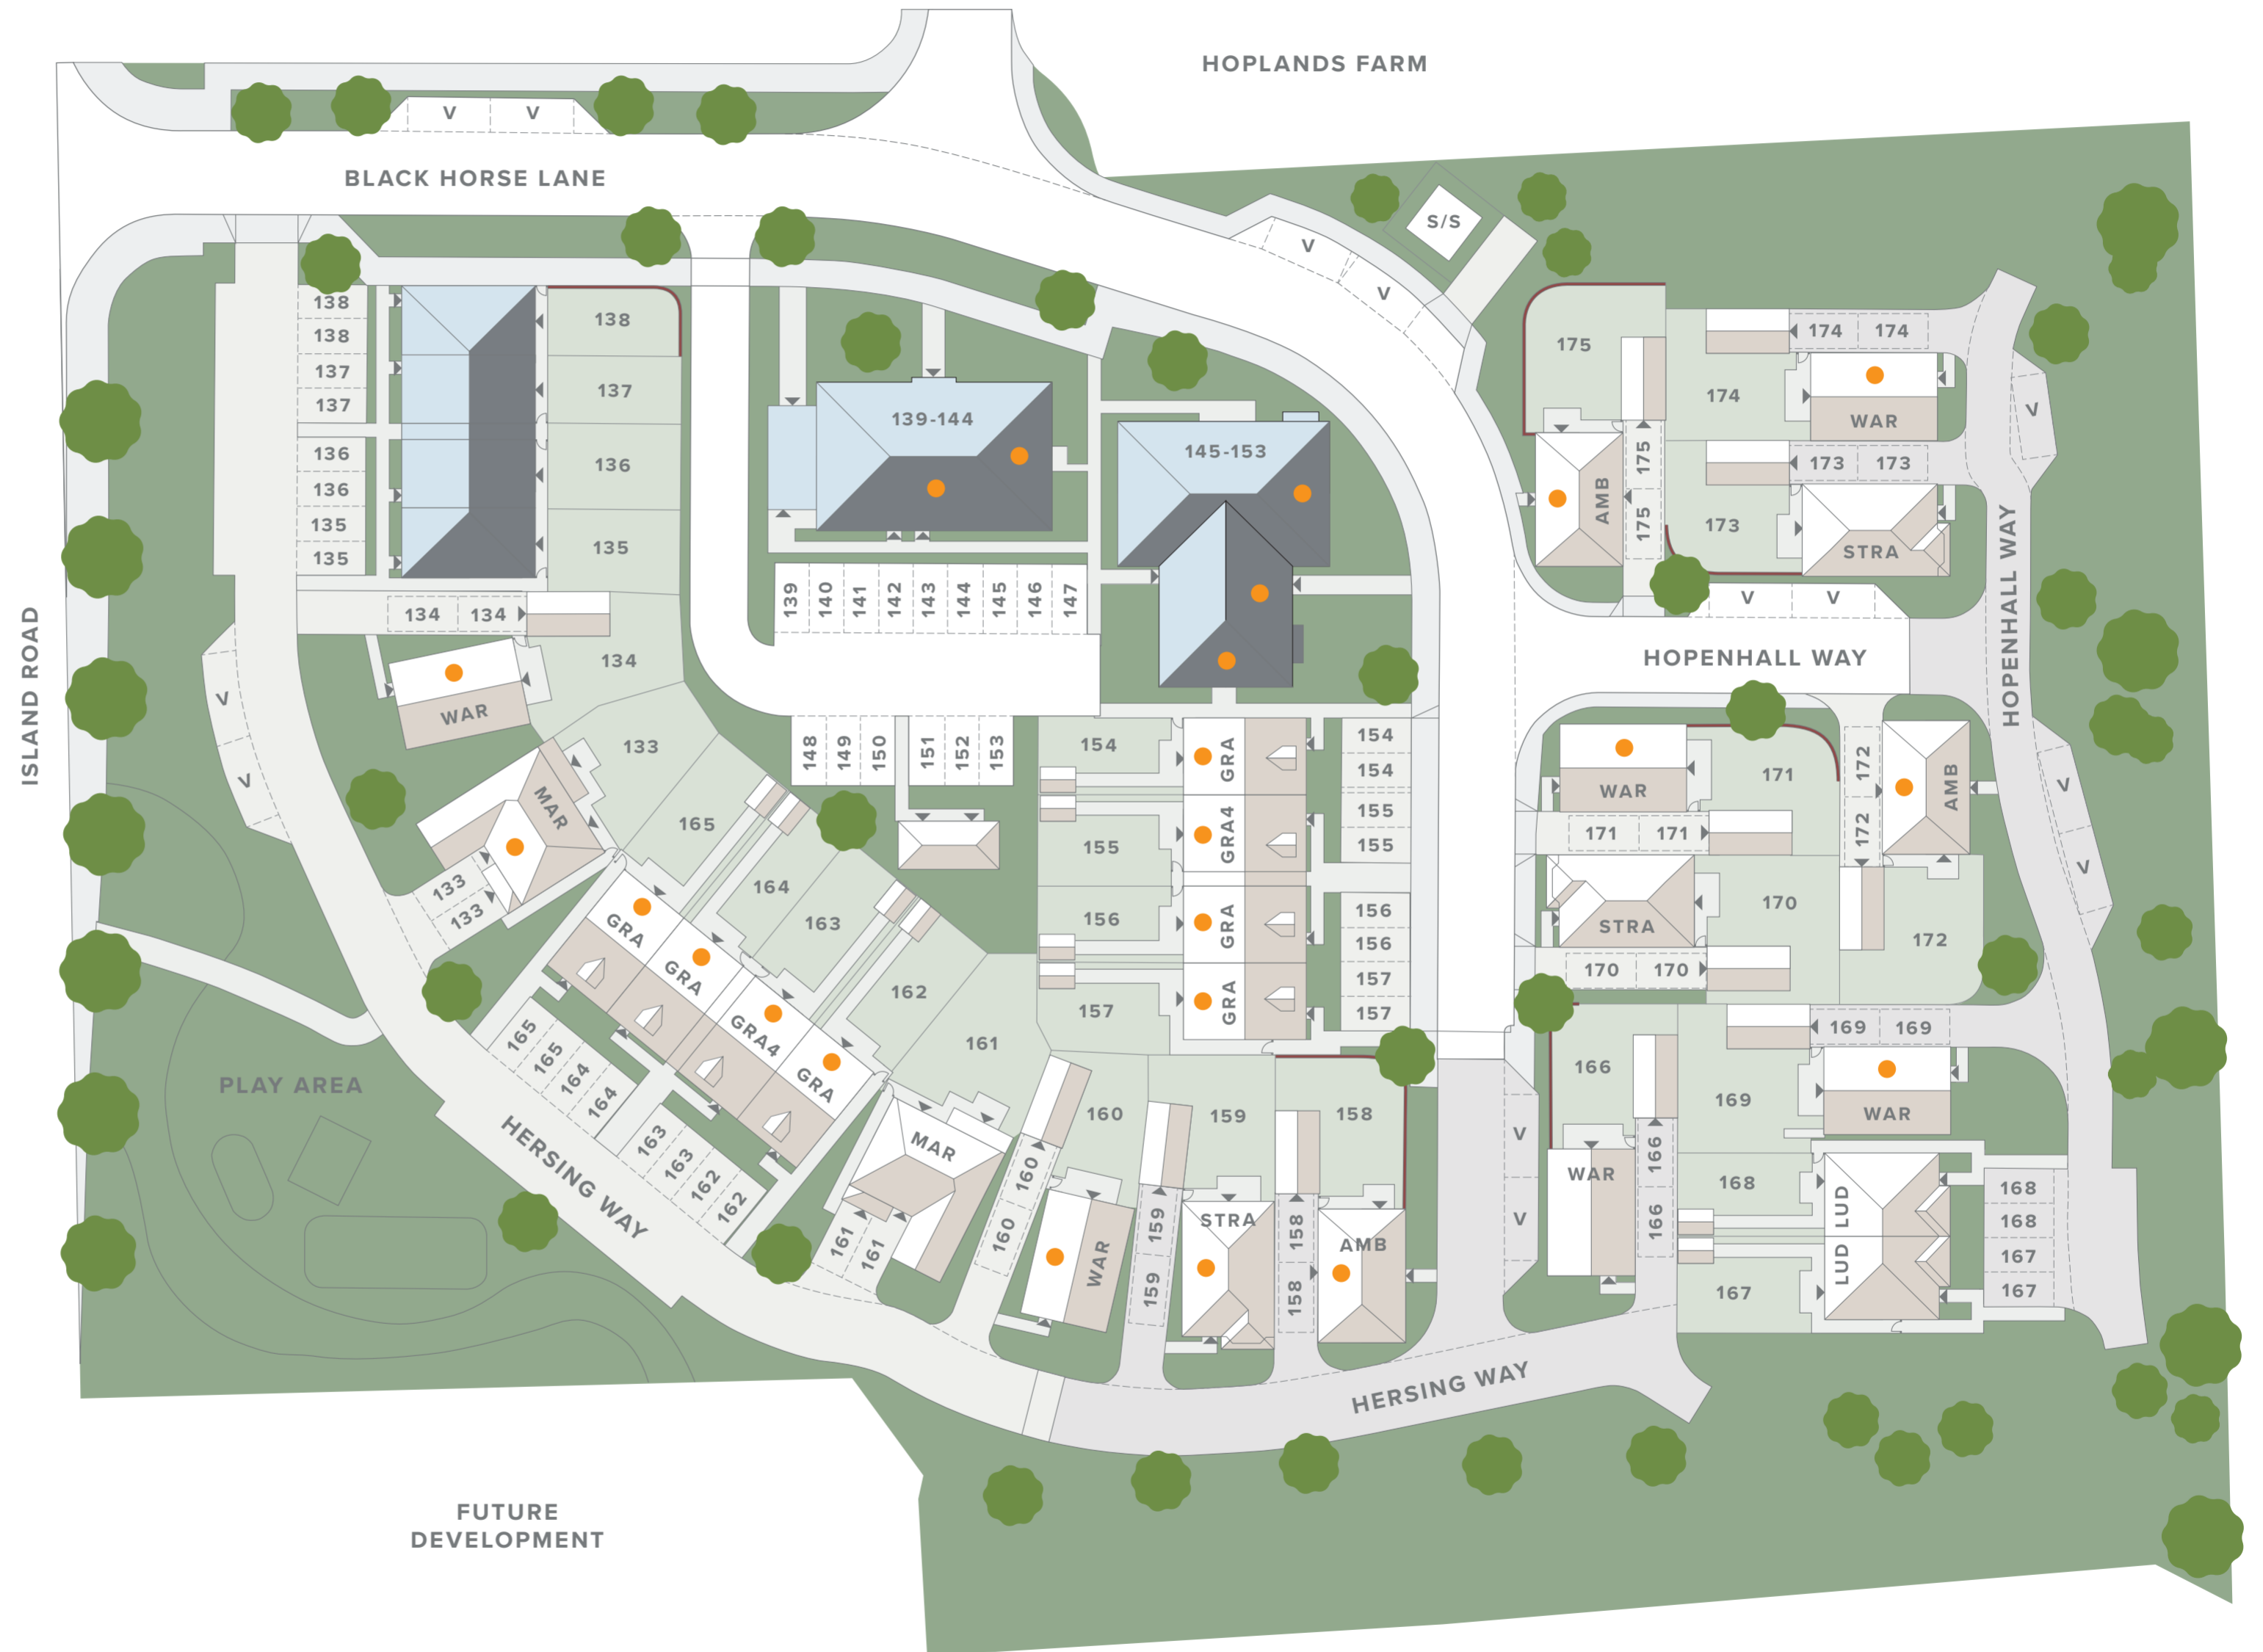 HOPLANDS FARM
V
V
BLACK HORSE LANE
S/S
V
V
138
138
137
137
136
136
135
135
138
137
136
135
139-144
145-153
175
174
174
174
WAR
V
175
175
AMB
173
173
173
STRA
HOPENHALL WAY
139
140
141
142
143
144
145
146
147
V
V
HOPENHALL WAY
ISLAND ROAD
134
134
134
WAR
V
V
133
MAR
133
133
165
148
149
150
151
152
153
154
GRA
154
154
155
GRA4
155
155
156
GRA
156
156
157
GRA
157
157
WAR
171
171
171
172
172
AMB
V
V
STRA
170
170
170
172
164
163
162
161
GRA
GRA
GRA4
GRA
165
165
164
164
163
163
162
162
PLAY AREA
HERSING WAY
MAR
161
161
160
160
160
WAR
159
159
159
STRA
158
158
158
AMB
V
V
166
WAR
166
166
169
169
169
WAR
168
LUD
168
168
167
LUD
167
167
HERSING WAY
FUTURE
DEVELOPMENT